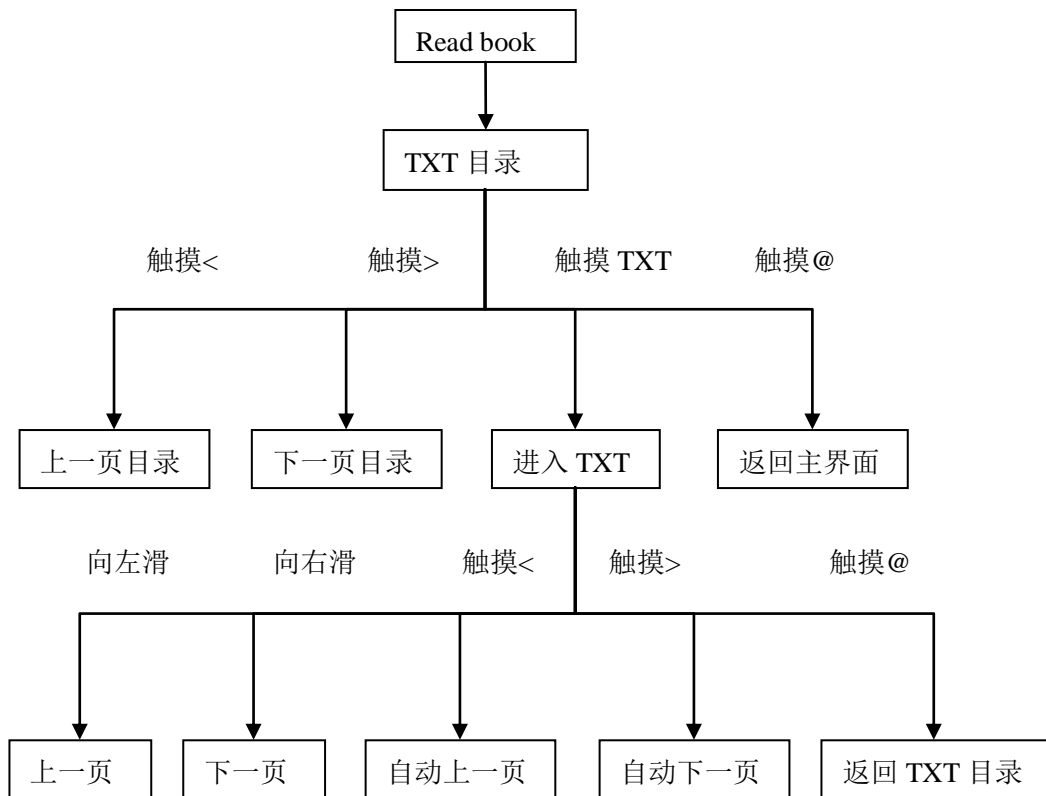 Read book
TXT 目录
触摸< 触摸> 触摸 TXT 触摸@
上一页目录 下一页目录 进入 TXT 返回主界面
向左滑 向右滑 触摸< 触摸> 触摸@
上一页 下一页 自动上一页 自动下一页 返回 TXT 目录